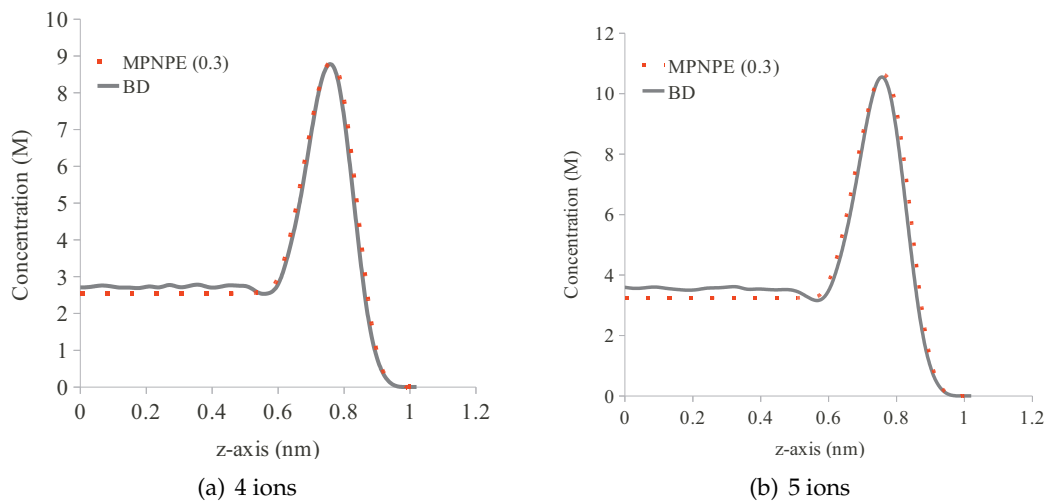 10
9
8
7
6
5
4
3
2
1
0
Concentration (M)
MPNPE (0.3)
BD
0 0.2 0.4 0.6 0.8 1 1.2
z-axis (nm)
(a) 4 ions
12
10
8
6
4
2
0
Concentration (M)
MPNPE (0.3)
BD
0 0.2 0.4 0.6 0.8 1 1.2
z-axis (nm)
(b) 5 ions